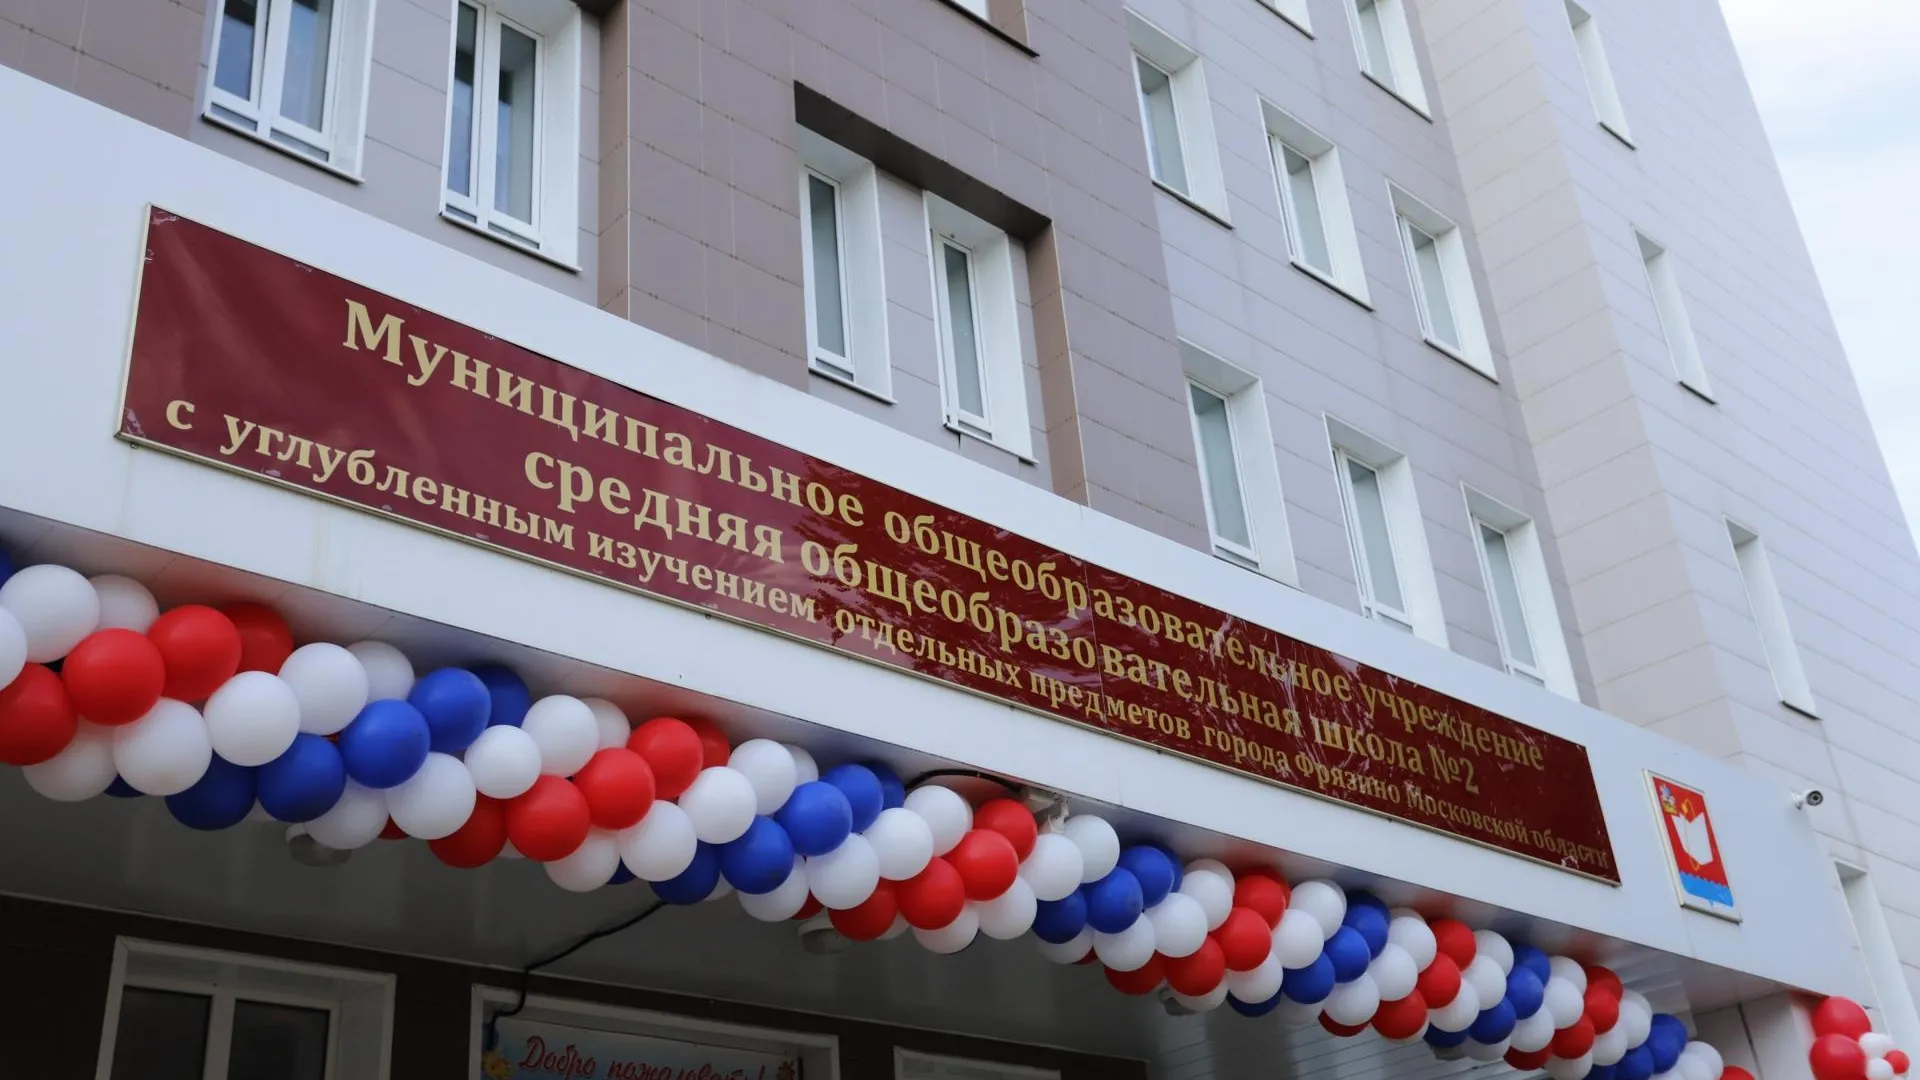 Муниципальное общеобразовательное учреждение
средняя общеобразовательная школа №2
с углубленным изучением отдельных предметов города Фрязино Московской области
Добро пожаловать!